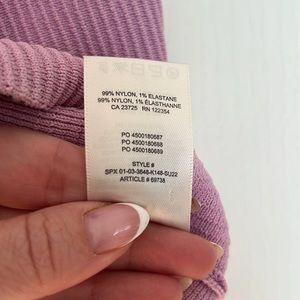 99% NYLON, 1% ELASTANE
99% NYLON, 1% ÉLASTHANNE
CA 23725 RN 122354
PO 4500180687
PO 4500180688
PO 4500180689
STYLE #
SPX 01-03-3646-K148-SU22
ARTICLE # 69738